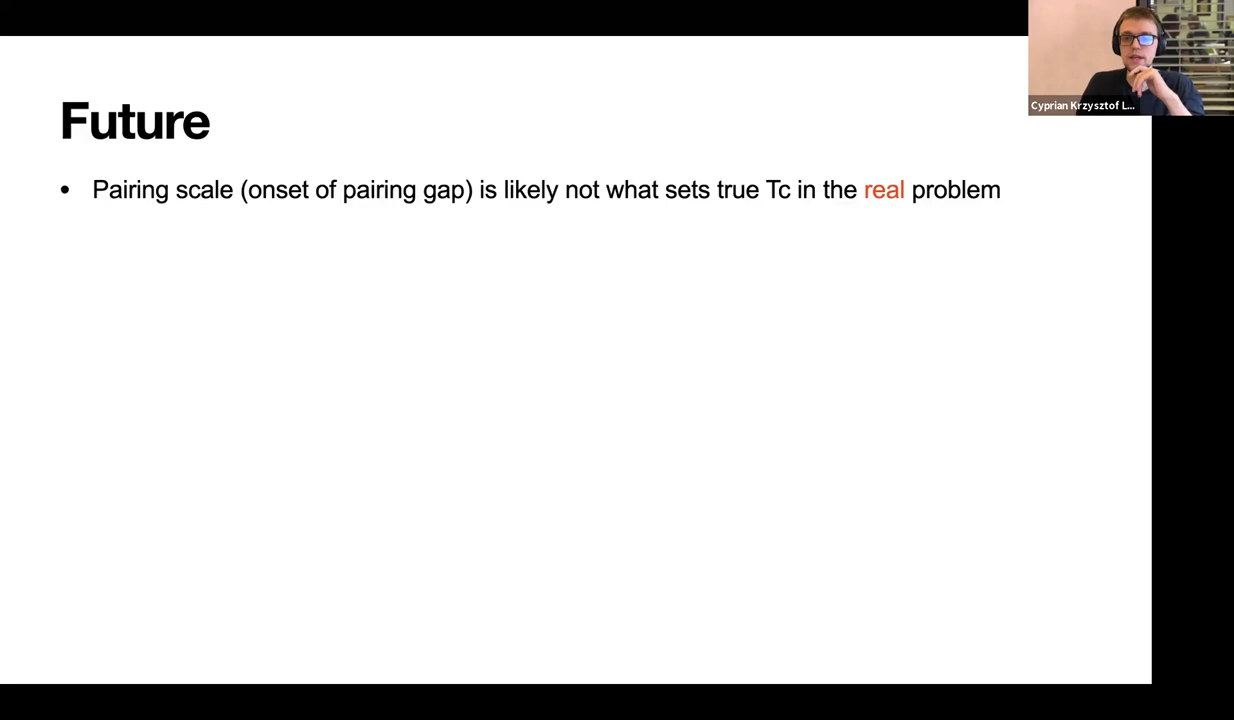 Future
• Pairing scale (onset of pairing gap) is likely not what sets true Tc in the real problem
Cyprian Krzysztof L...